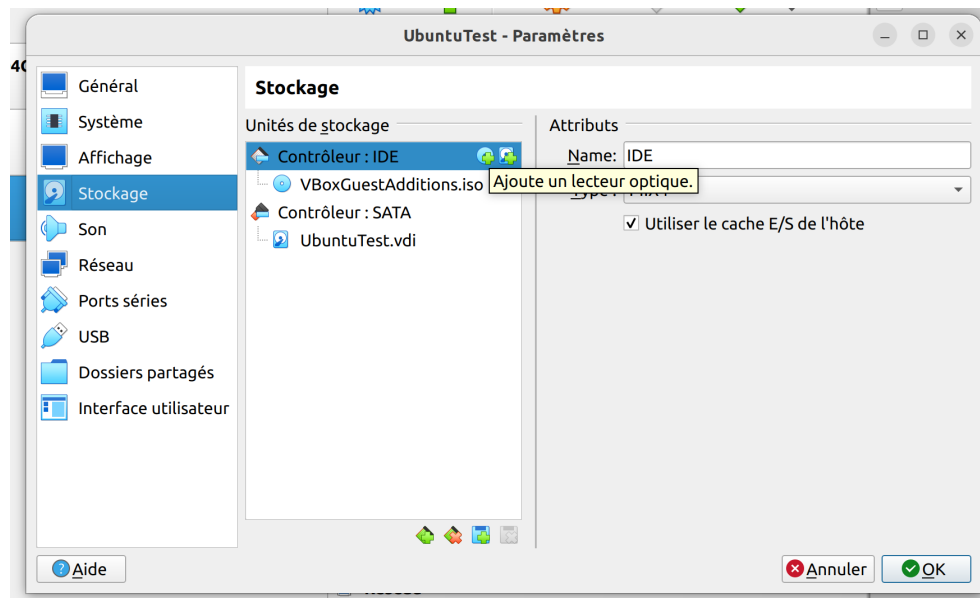 UbuntuTest - Paramètres
40
Général
Système
Affichage
Stockage
Son
Réseau
Ports séries
USB
Dossiers partagés
Interface utilisateur
Stockage
Unités de stockage
Contrôleur : IDE
VBoxGuestAdditions.iso
Contrôleur : SATA
UbuntuTest.vdi
Attributs
Name: IDE
Ajoute un lecteur optique.
Utiliser le cache E/S de l'hôte
Aide
Annuler
OK